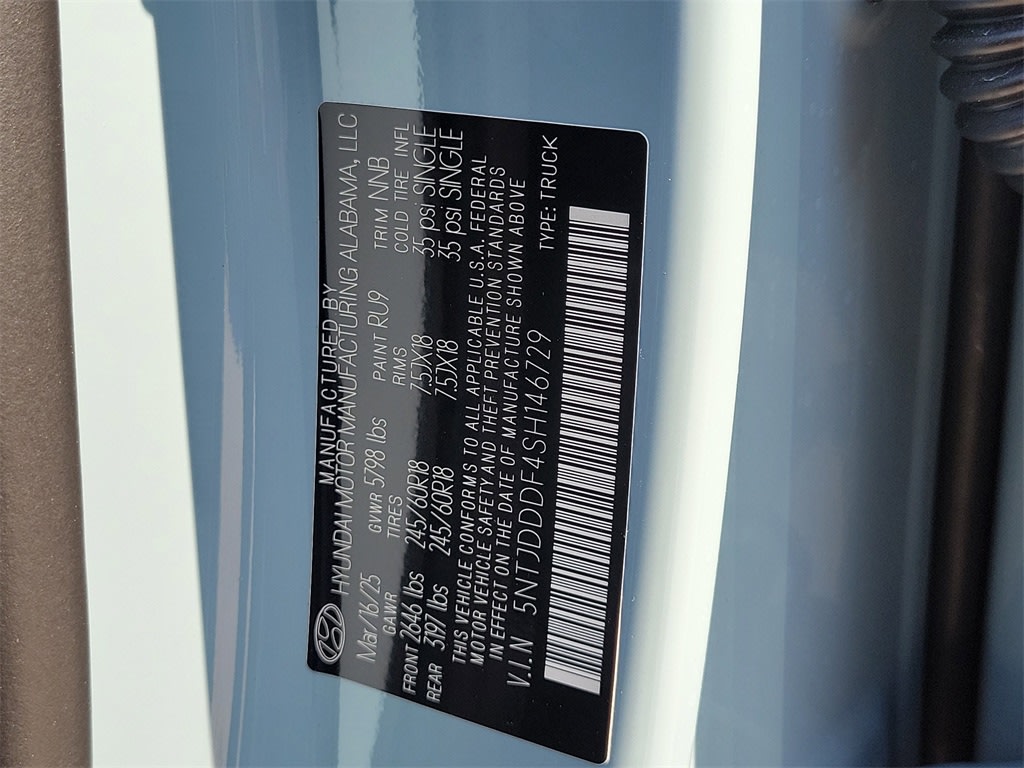 MANUFACTURED BY
HYUNDAI MOTOR MANUFACTURING ALABAMA, LLC
Mar/16/25 GVWR 5798 lbs PAINT RU9 TRIM NNB
GAWR TIRES RIMS COLD TIRE INFL
FRONT 2646 lbs 245/60R18 7.5JX18 35 psi SINGLE
REAR 3197 lbs 245/60R18 7.5JX18 35 psi SINGLE
THIS VEHICLE CONFORMS TO ALL APPLICABLE U.S.A. FEDERAL
MOTOR VEHICLE SAFETY AND THEFT PREVENTION STANDARDS
IN EFFECT ON THE DATE OF MANUFACTURE SHOWN ABOVE
V.I.N 5NTJDDDF4SH146729 TYPE: TRUCK